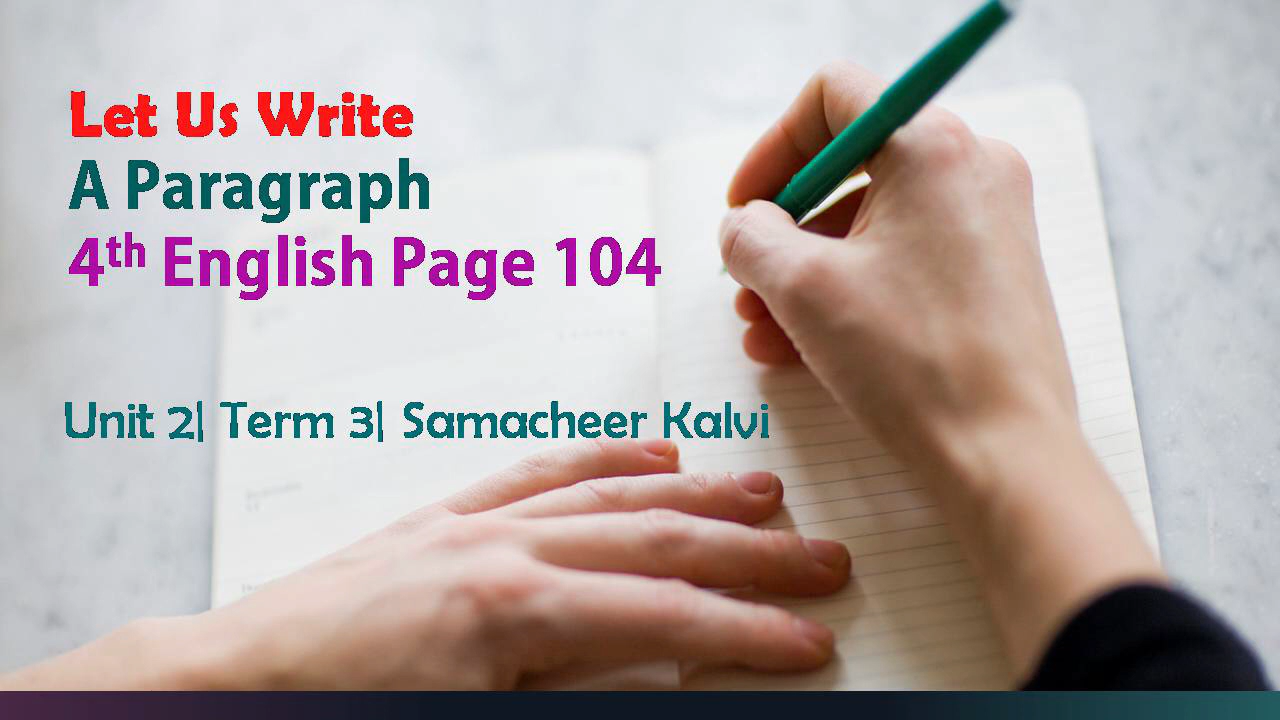 Let Us Write
A Paragraph
4th English Page 104
Unit 2| Term 3| Samacheer Kalvi